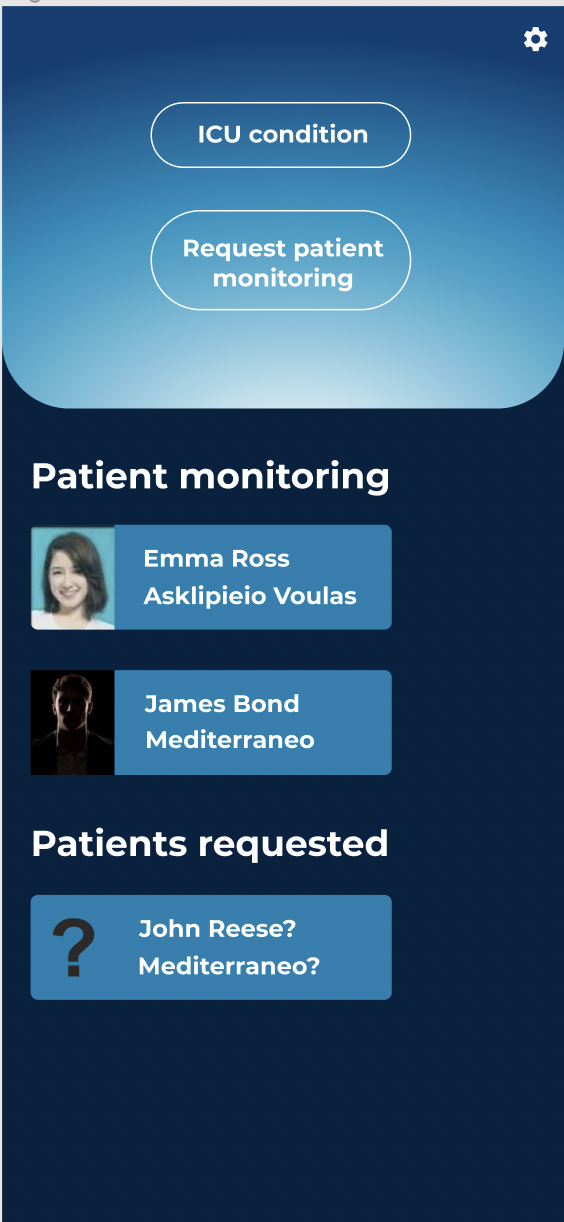 ICU condition
Request patient
monitoring
Patient monitoring
Emma Ross
Asklipieio Voulas
James Bond
Mediterraneo
Patients requested
?
John Reese?
Mediterraneo?